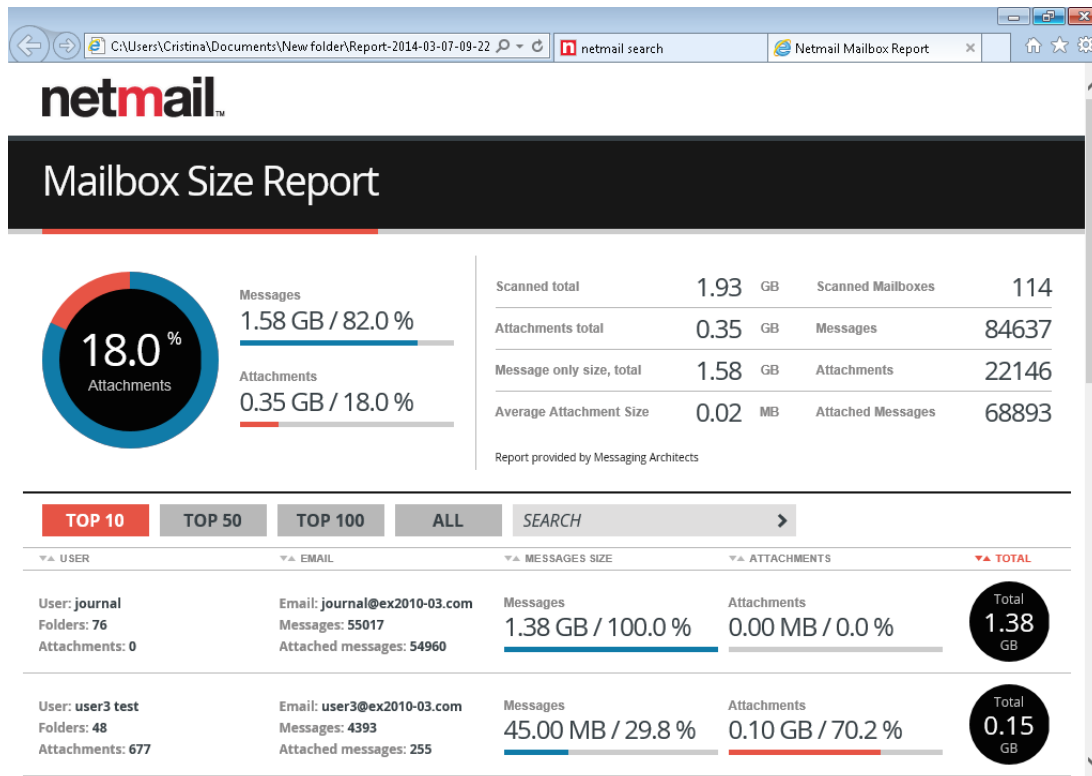 C:\Users\Cristina\Documents\New folder\Report-2014-03-07-09-22
netmail search
Netmail Mailbox Report
netmail™
Mailbox Size Report
18.0 %
Attachments
Messages
1.58 GB / 82.0 %
Attachments
0.35 GB / 18.0 %
Scanned total 1.93 GB Scanned Mailboxes 114
Attachments total 0.35 GB Messages 84637
Message only size, total 1.58 GB Attachments 22146
Average Attachment Size 0.02 MB Attached Messages 68893
Report provided by Messaging Architects
TOP 10 TOP 50 TOP 100 ALL SEARCH
USER EMAIL MESSAGES SIZE ATTACHMENTS TOTAL
User: journal
Folders: 76
Attachments: 0
Email: journal@ex2010-03.com
Messages: 55017
Attached messages: 54960
Messages
1.38 GB / 100.0 %
Attachments
0.00 MB / 0.0 %
Total
1.38
GB
User: user3 test
Folders: 48
Attachments: 677
Email: user3@ex2010-03.com
Messages: 4393
Attached messages: 255
Messages
45.00 MB / 29.8 %
Attachments
0.10 GB / 70.2 %
Total
0.15
GB